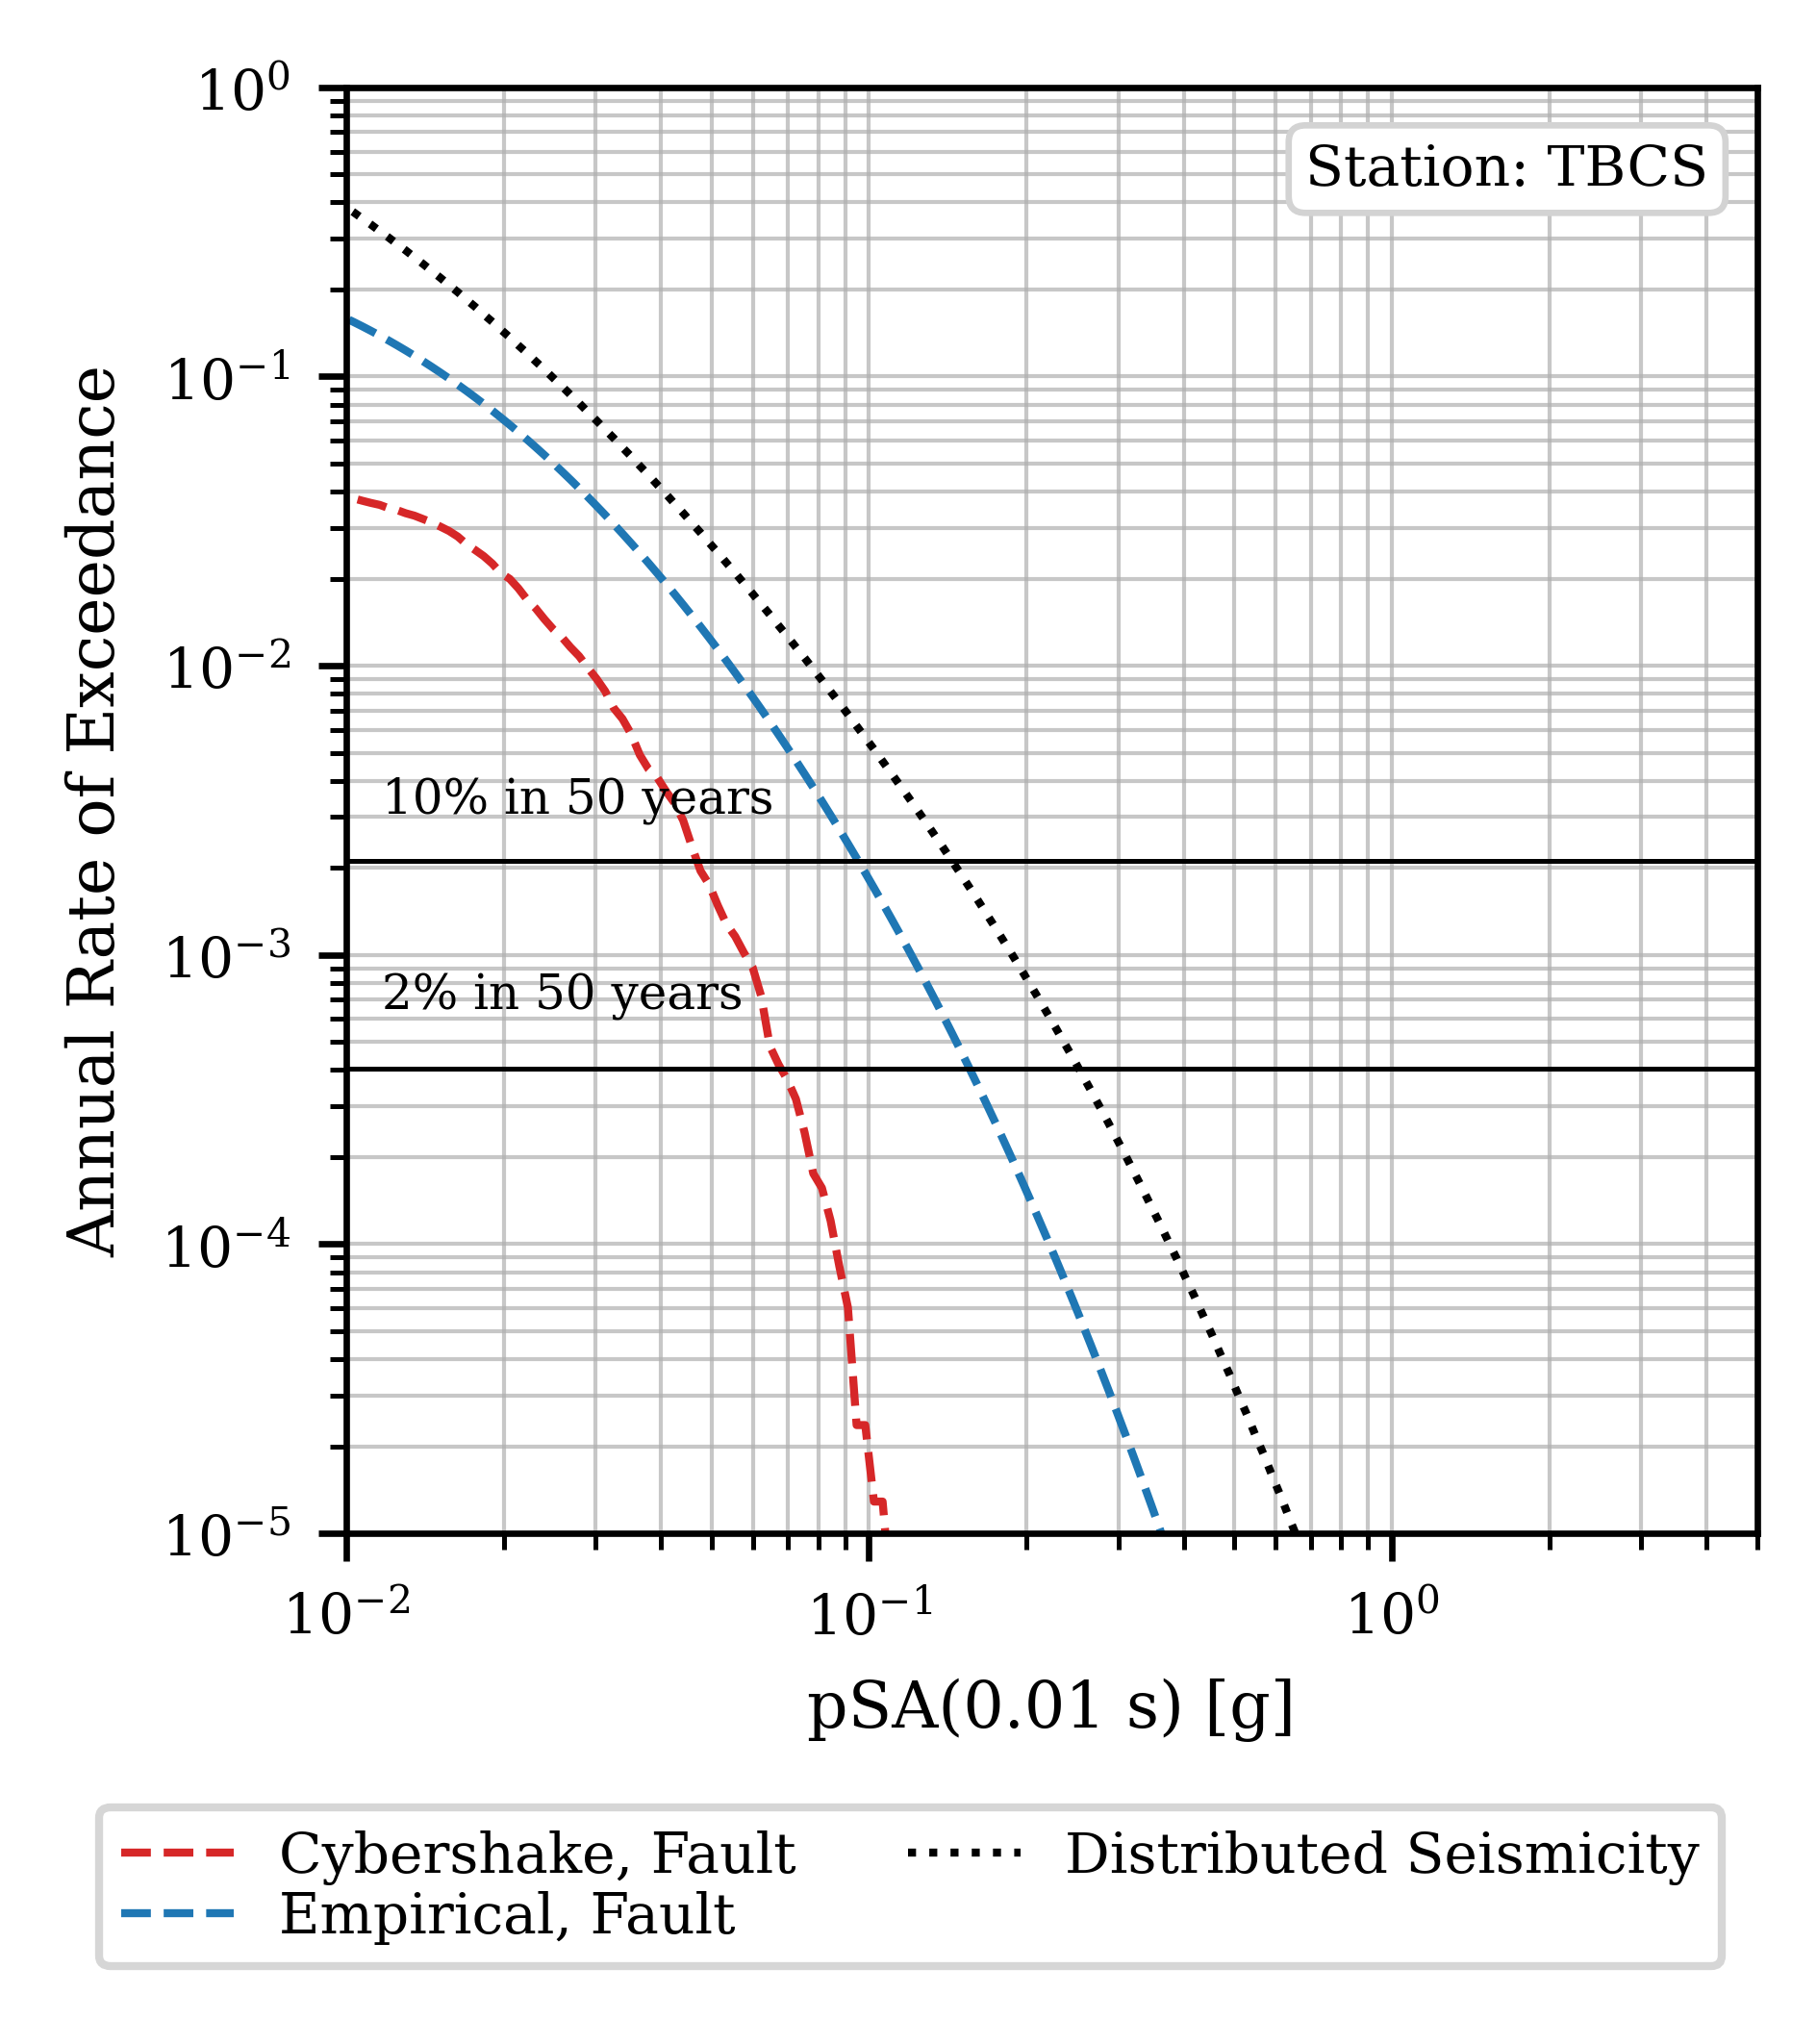 Station: TBCS
Annual Rate of Exceedance
10⁰
10⁻¹
10⁻²
10⁻³
10⁻⁴
10⁻⁵
10% in 50 years
2% in 50 years
10⁻² 10⁻¹ 10⁰
pSA(0.01 s) [g]
Cybershake, Fault
Empirical, Fault
Distributed Seismicity